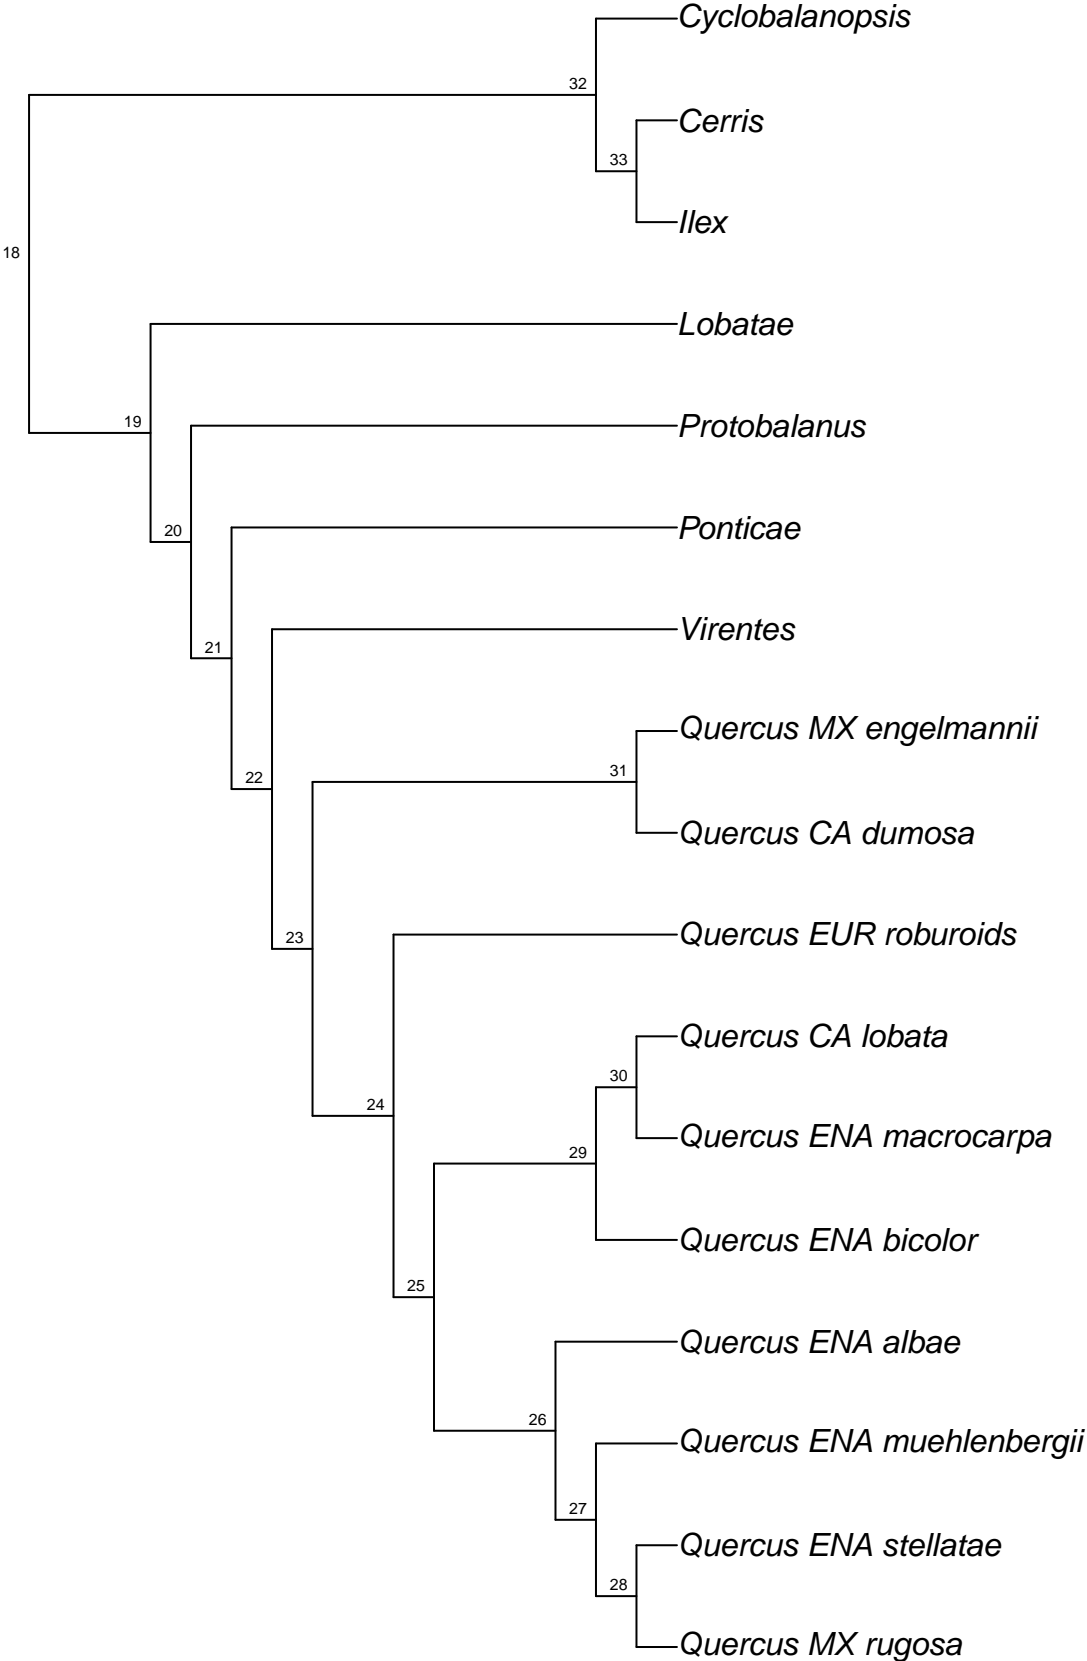 Cyclobalanopsis
32
Cerris
33
Ilex
18
Lobatae
19
Protobalanus
20
Ponticae
Virentes
21
Quercus MX engelmannii
31
22
Quercus CA dumosa
Quercus EUR roburoids
23
Quercus CA lobata
30
24
Quercus ENA macrocarpa
29
Quercus ENA bicolor
25
Quercus ENA albae
26
Quercus ENA muehlenbergii
27
Quercus ENA stellatae
28
Quercus MX rugosa